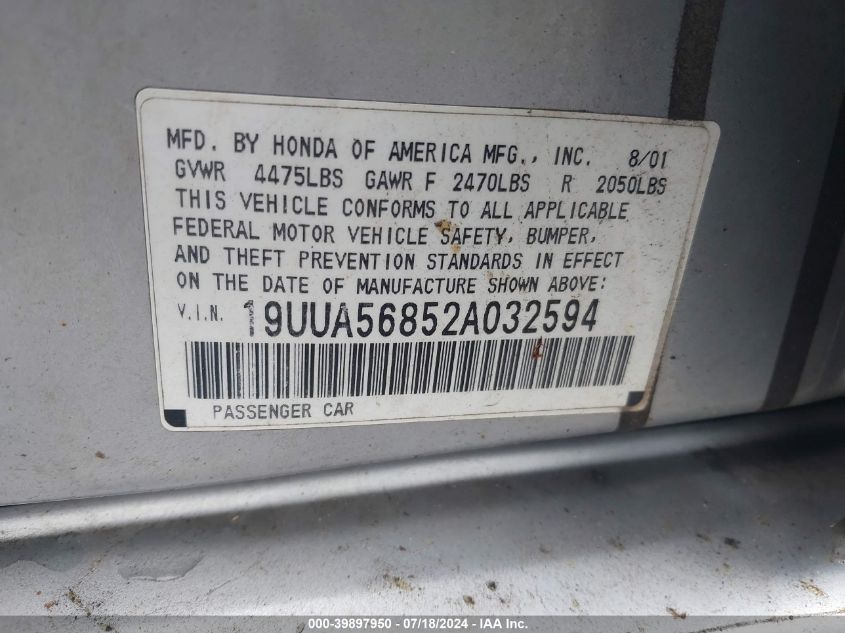 MFD. BY HONDA OF AMERICA MFG., INC. 8/01
GVWR 4475LBS GAWR F 2470LBS R 2050LBS
THIS VEHICLE CONFORMS TO ALL APPLICABLE
FEDERAL MOTOR VEHICLE SAFETY, BUMPER,
AND THEFT PREVENTION STANDARDS IN EFFECT
ON THE DATE OF MANUFACTURE SHOWN ABOVE:
V.I.N. 19UUA56852A032594
PASSENGER CAR
000-39897950 - 07/18/2024 - IAA Inc.